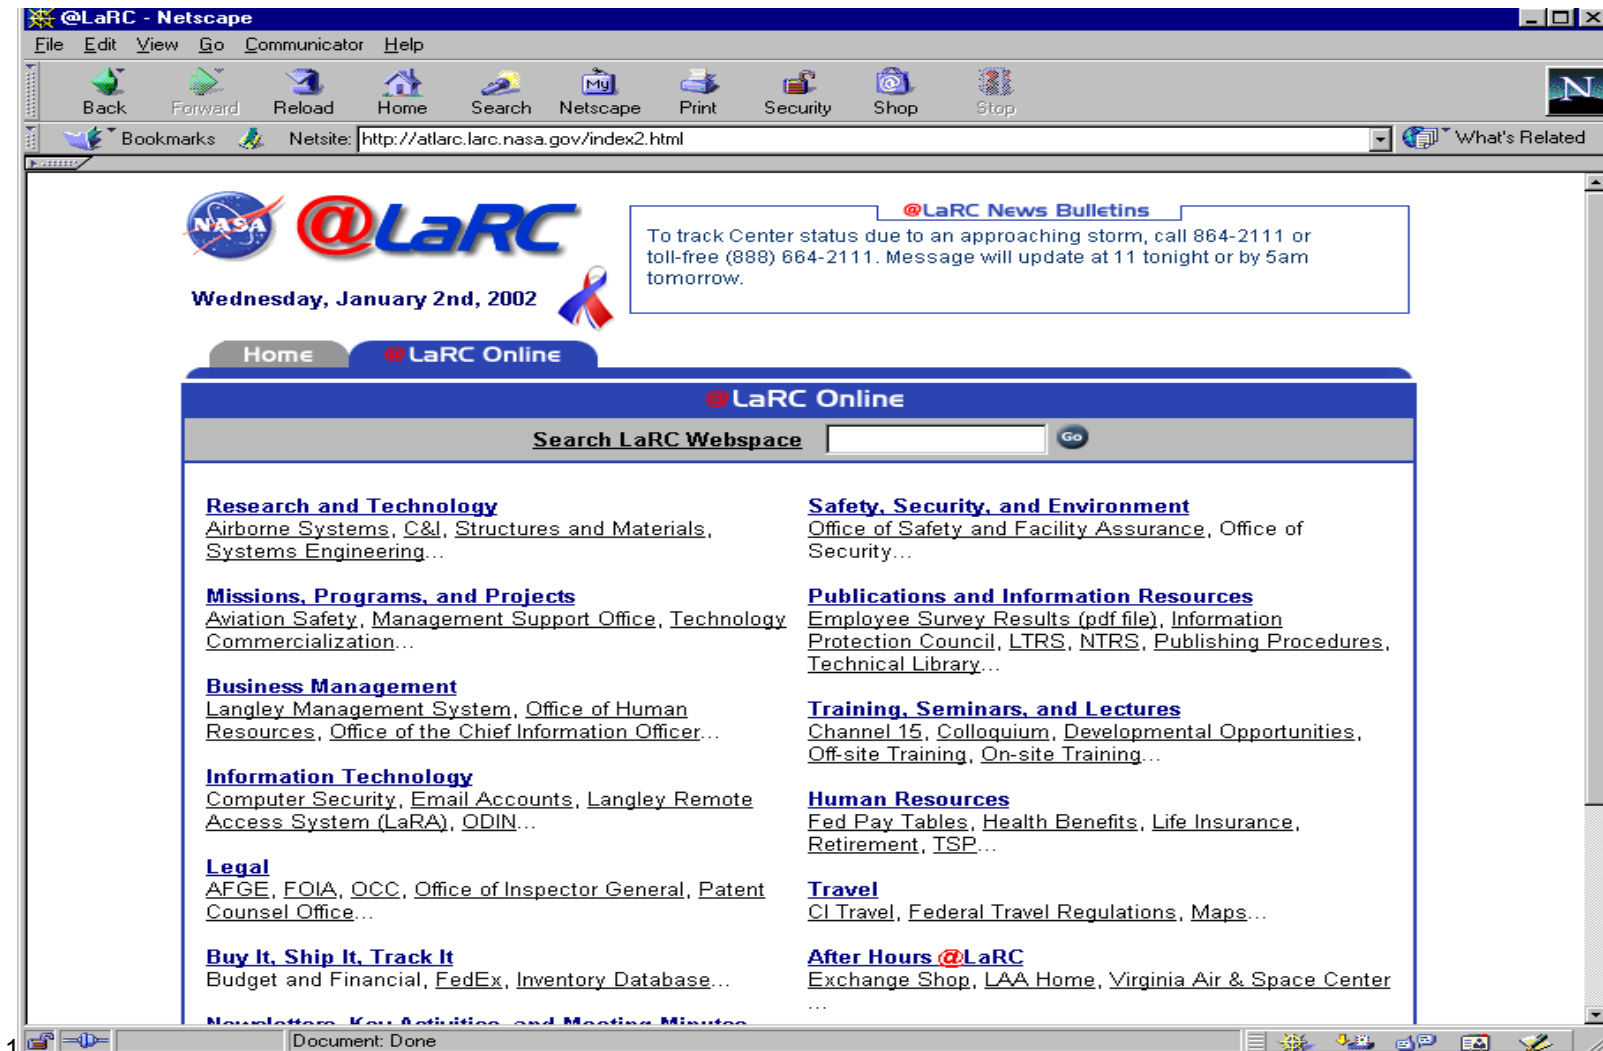 @LaRC - Netscape
File Edit View Go Communicator Help
My
Back Forward Reload Home Search Netscape Print Security Shop Stop
N
Bookmarks Netsite: http://atlarc.larc.nasa.gov/index2.html What's Related
NASA @LaRC
@LaRC News Bulletins
To track Center status due to an approaching storm, call 864-2111 or
toll-free (888) 664-2111. Message will update at 11 tonight or by 5am
tomorrow.
Wednesday, January 2nd, 2002
Home @LaRC Online
@LaRC Online
Search LaRC Webspace Go
Research and Technology
Airborne Systems, C&I, Structures and Materials,
Systems Engineering...
Missions, Programs, and Projects
Aviation Safety, Management Support Office, Technology
Commercialization...
Business Management
Langley Management System, Office of Human
Resources, Office of the Chief Information Officer...
Information Technology
Computer Security, Email Accounts, Langley Remote
Access System (LaRA), ODIN...
Legal
AFGE, FOIA, OCC, Office of Inspector General, Patent
Counsel Office...
Buy It, Ship It, Track It
Budget and Financial, FedEx, Inventory Database...
Newsletters, Key Activities, and Meeting Minutes
Safety, Security, and Environment
Office of Safety and Facility Assurance, Office of
Security...
Publications and Information Resources
Employee Survey Results (pdf file), Information
Protection Council, LTRS, NTRS, Publishing Procedures,
Technical Library...
Training, Seminars, and Lectures
Channel 15, Colloquium, Developmental Opportunities,
Off-site Training, On-site Training...
Human Resources
Fed Pay Tables, Health Benefits, Life Insurance,
Retirement, TSP...
Travel
CI Travel, Federal Travel Regulations, Maps...
After Hours @LaRC
Exchange Shop, LAA Home, Virginia Air & Space Center
...
1
Document: Done